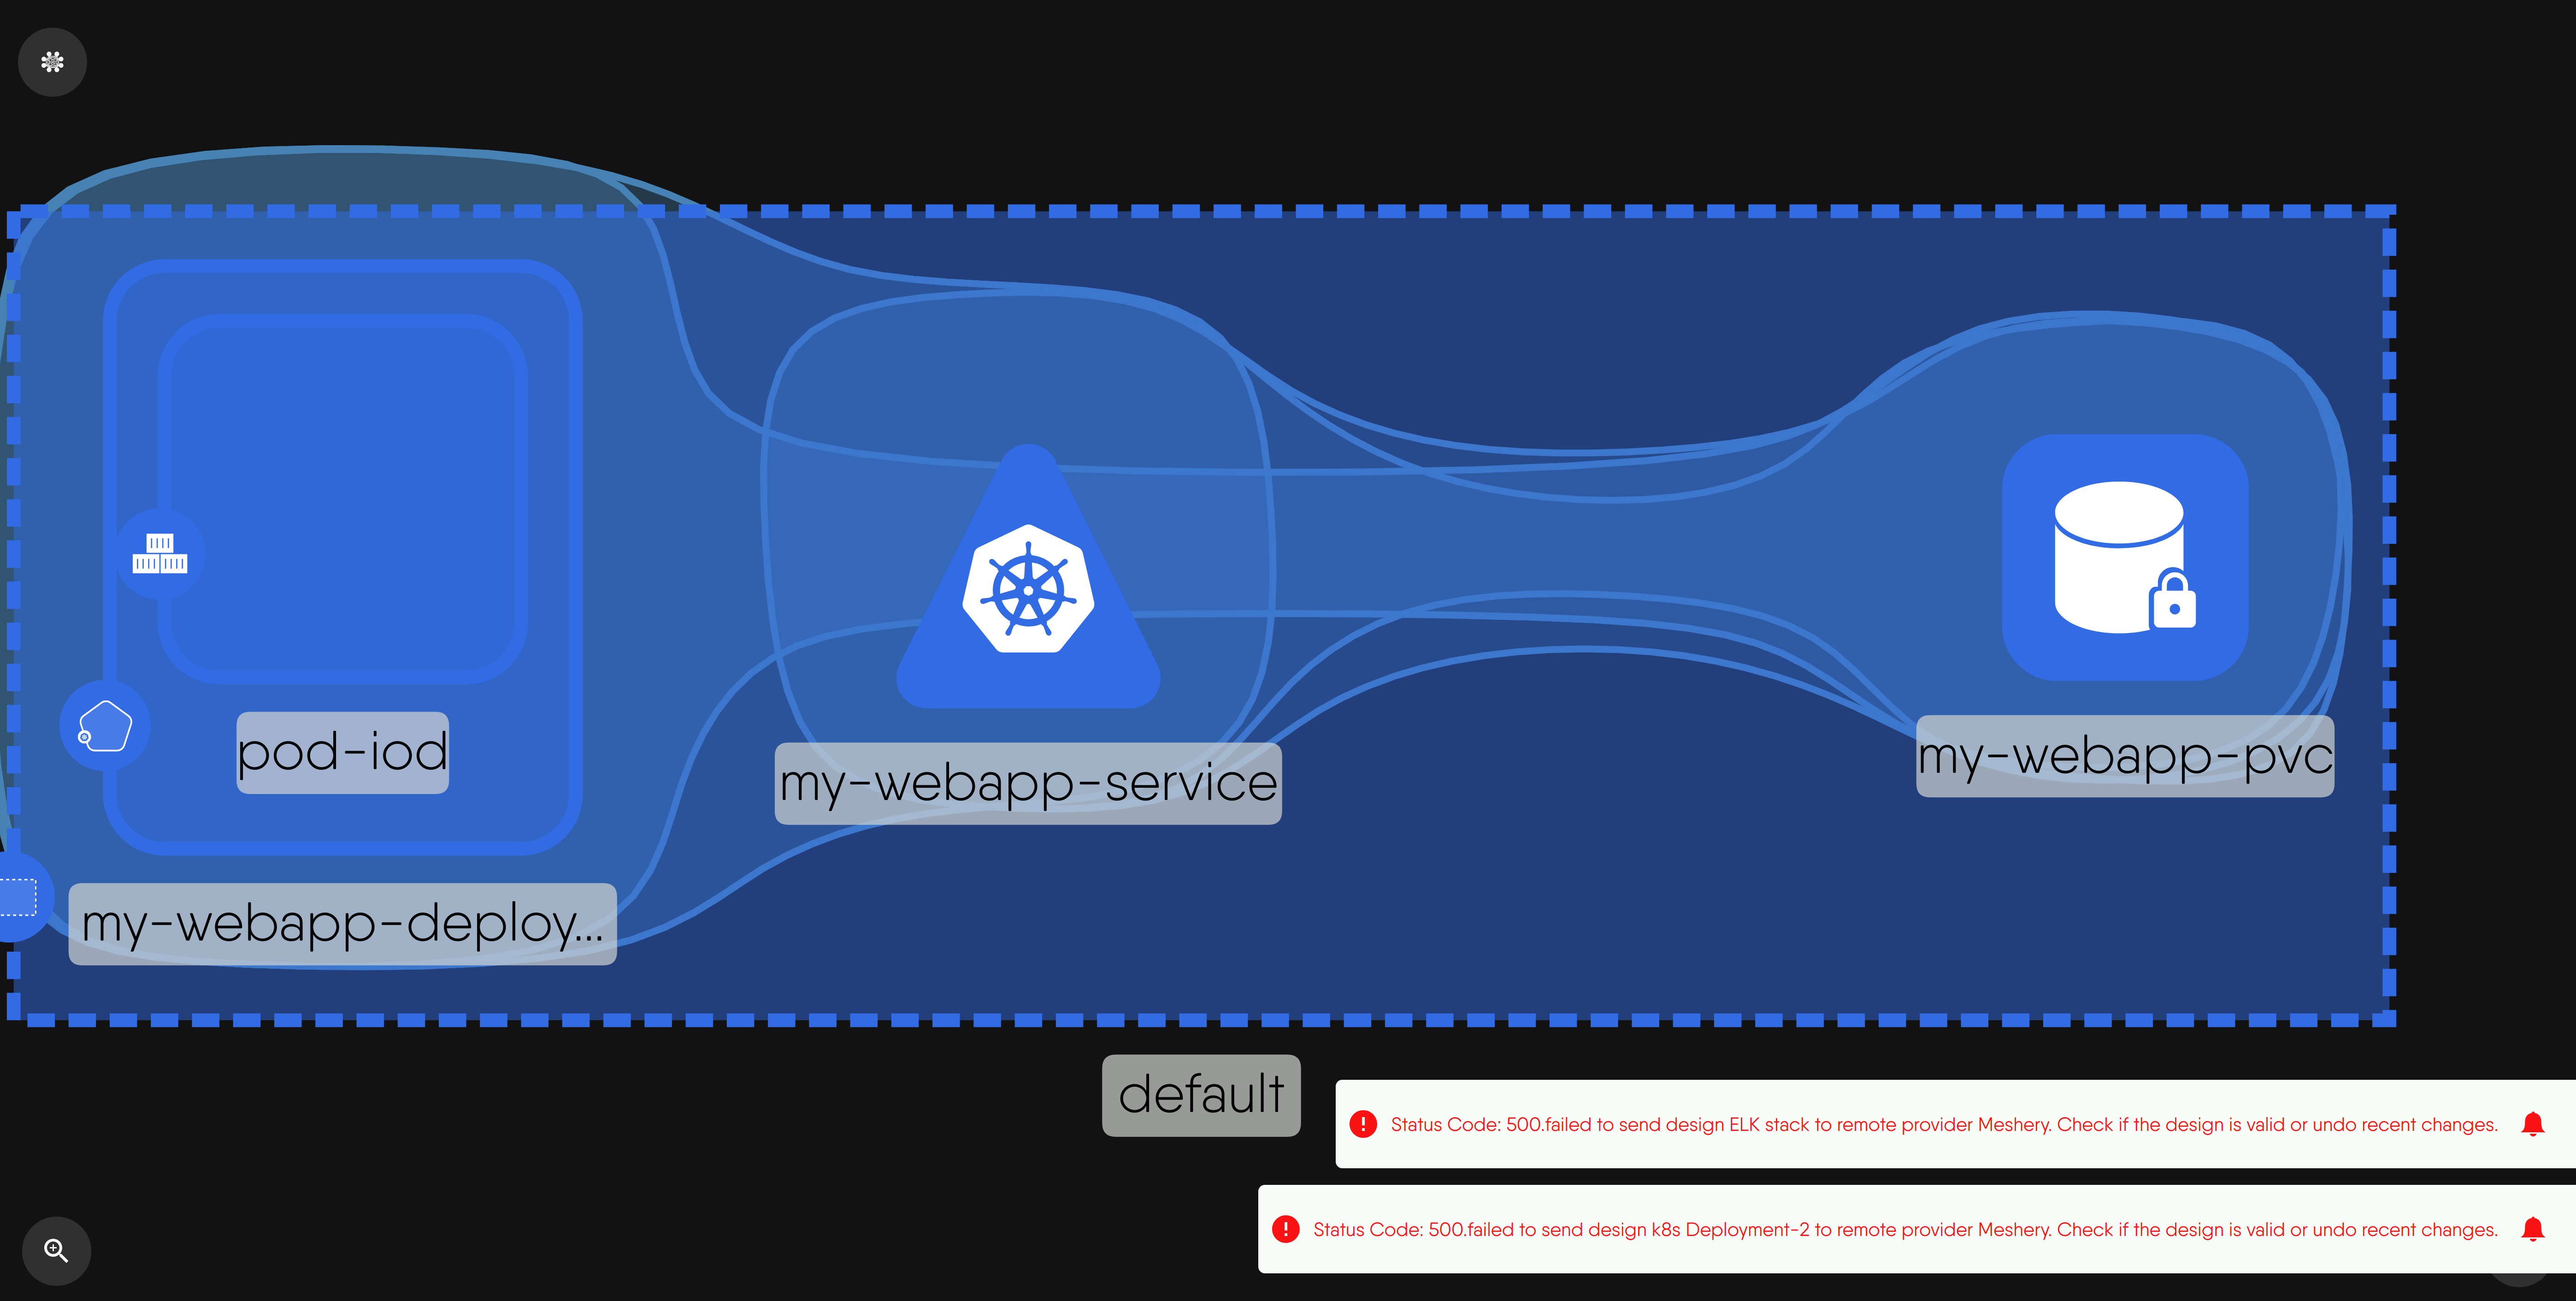 pod-iod
my-webapp-service
my-webapp-pvc
my-webapp-deploy...
default
Status Code: 500.failed to send design ELK stack to remote provider Meshery. Check if the design is valid or undo recent changes.
Status Code: 500.failed to send design k8s Deployment-2 to remote provider Meshery. Check if the design is valid or undo recent changes.